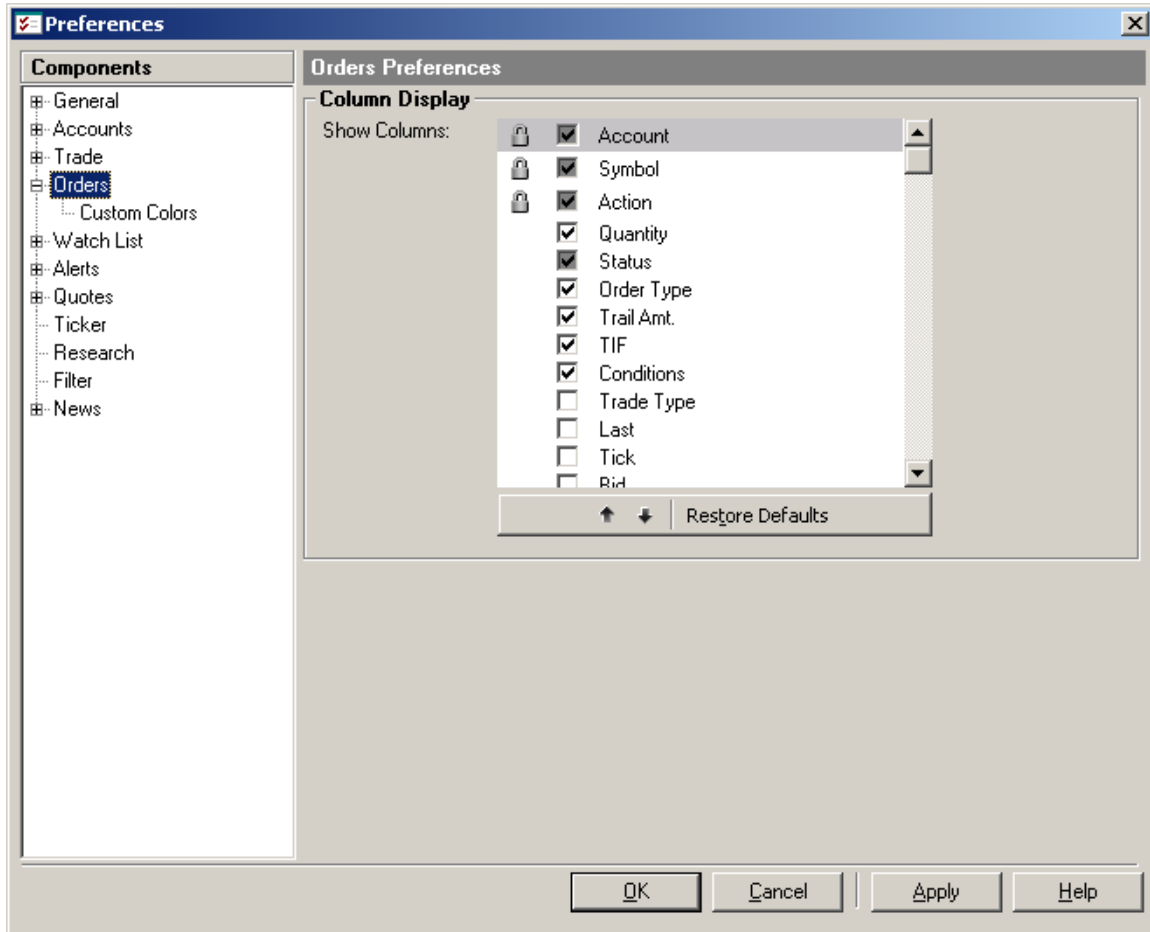 Preferences
Components
General
Accounts
Trade
Orders
Custom Colors
Watch List
Alerts
Quotes
Ticker
Research
Filter
News
Orders Preferences
Column Display
Show Columns:
Account
Symbol
Action
Quantity
Status
Order Type
Trail Amt.
TIF
Conditions
Trade Type
Last
Tick
Bid
Restore Defaults
OK
Cancel
Apply
Help